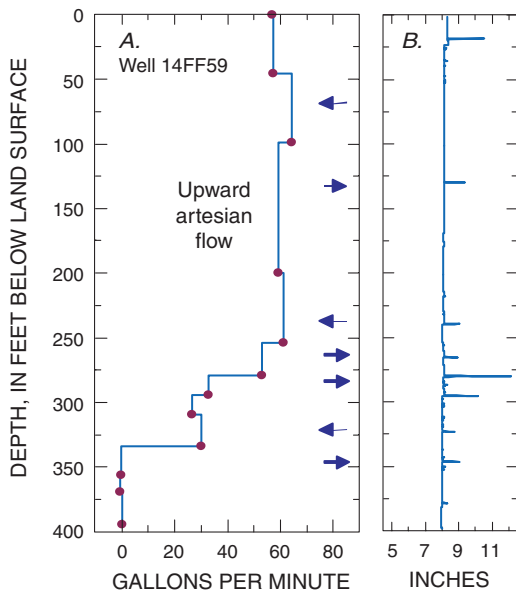 A.
Well 14FF59
B.
Upward
artesian
flow
DEPTH, IN FEET BELOW LAND SURFACE
0
50
100
150
200
250
300
350
400
0 20 40 60 80
5 7 9 11
GALLONS PER MINUTE
INCHES